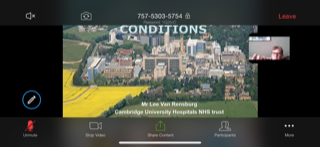 757-5303-5754
Leave
CONDITIONS
Mr Lee Van Rensburg
Cambridge University Hospitals NHS trust
Unmute
Stop Video
Share Content
Participants
More